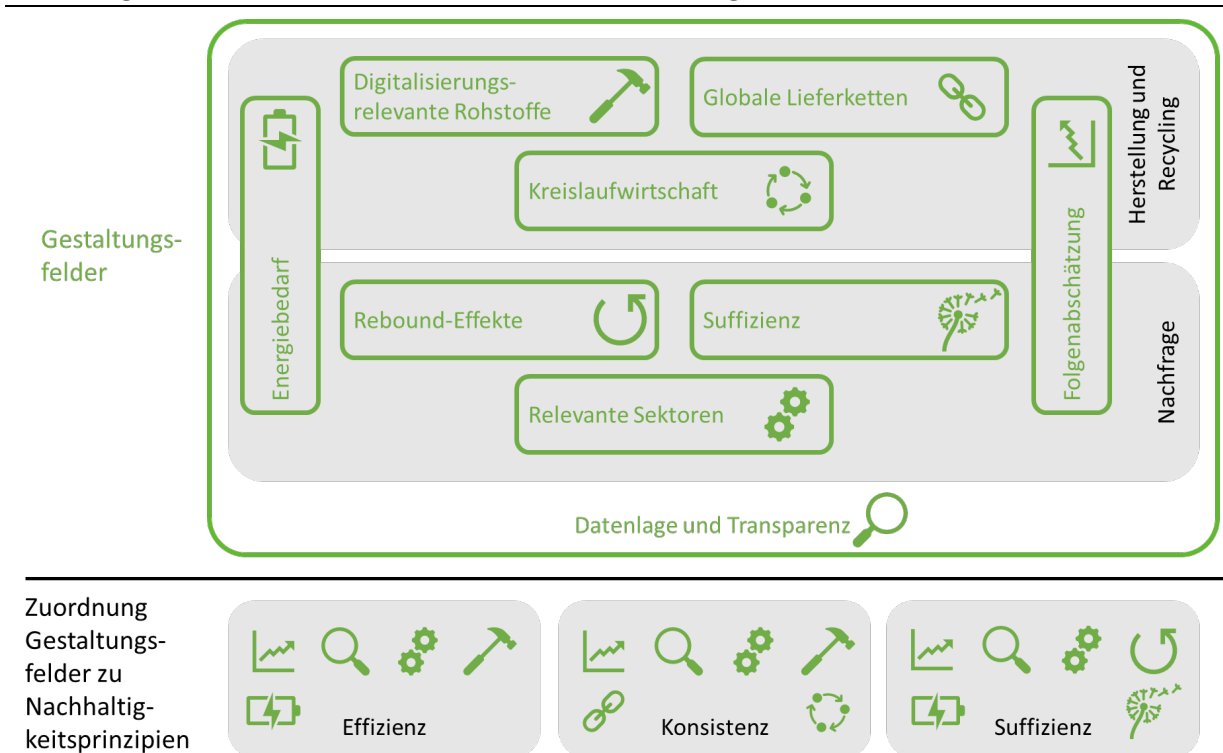 Gestaltungs-
felder
Digitalisierungs-
relevante Rohstoffe
Globale Lieferketten
Kreislaufwirtschaft
Herstellung und
Recycling
Energiebedarf
Folgenabschätzung
Rebound-Effekte
Suffizienz
Relevante Sektoren
Nachfrage
Datenlage und Transparenz
Zuordnung
Gestaltungs-
felder zu
Nachhaltig-
keitsprinzipien
Effizienz
Konsistenz
Suffizienz